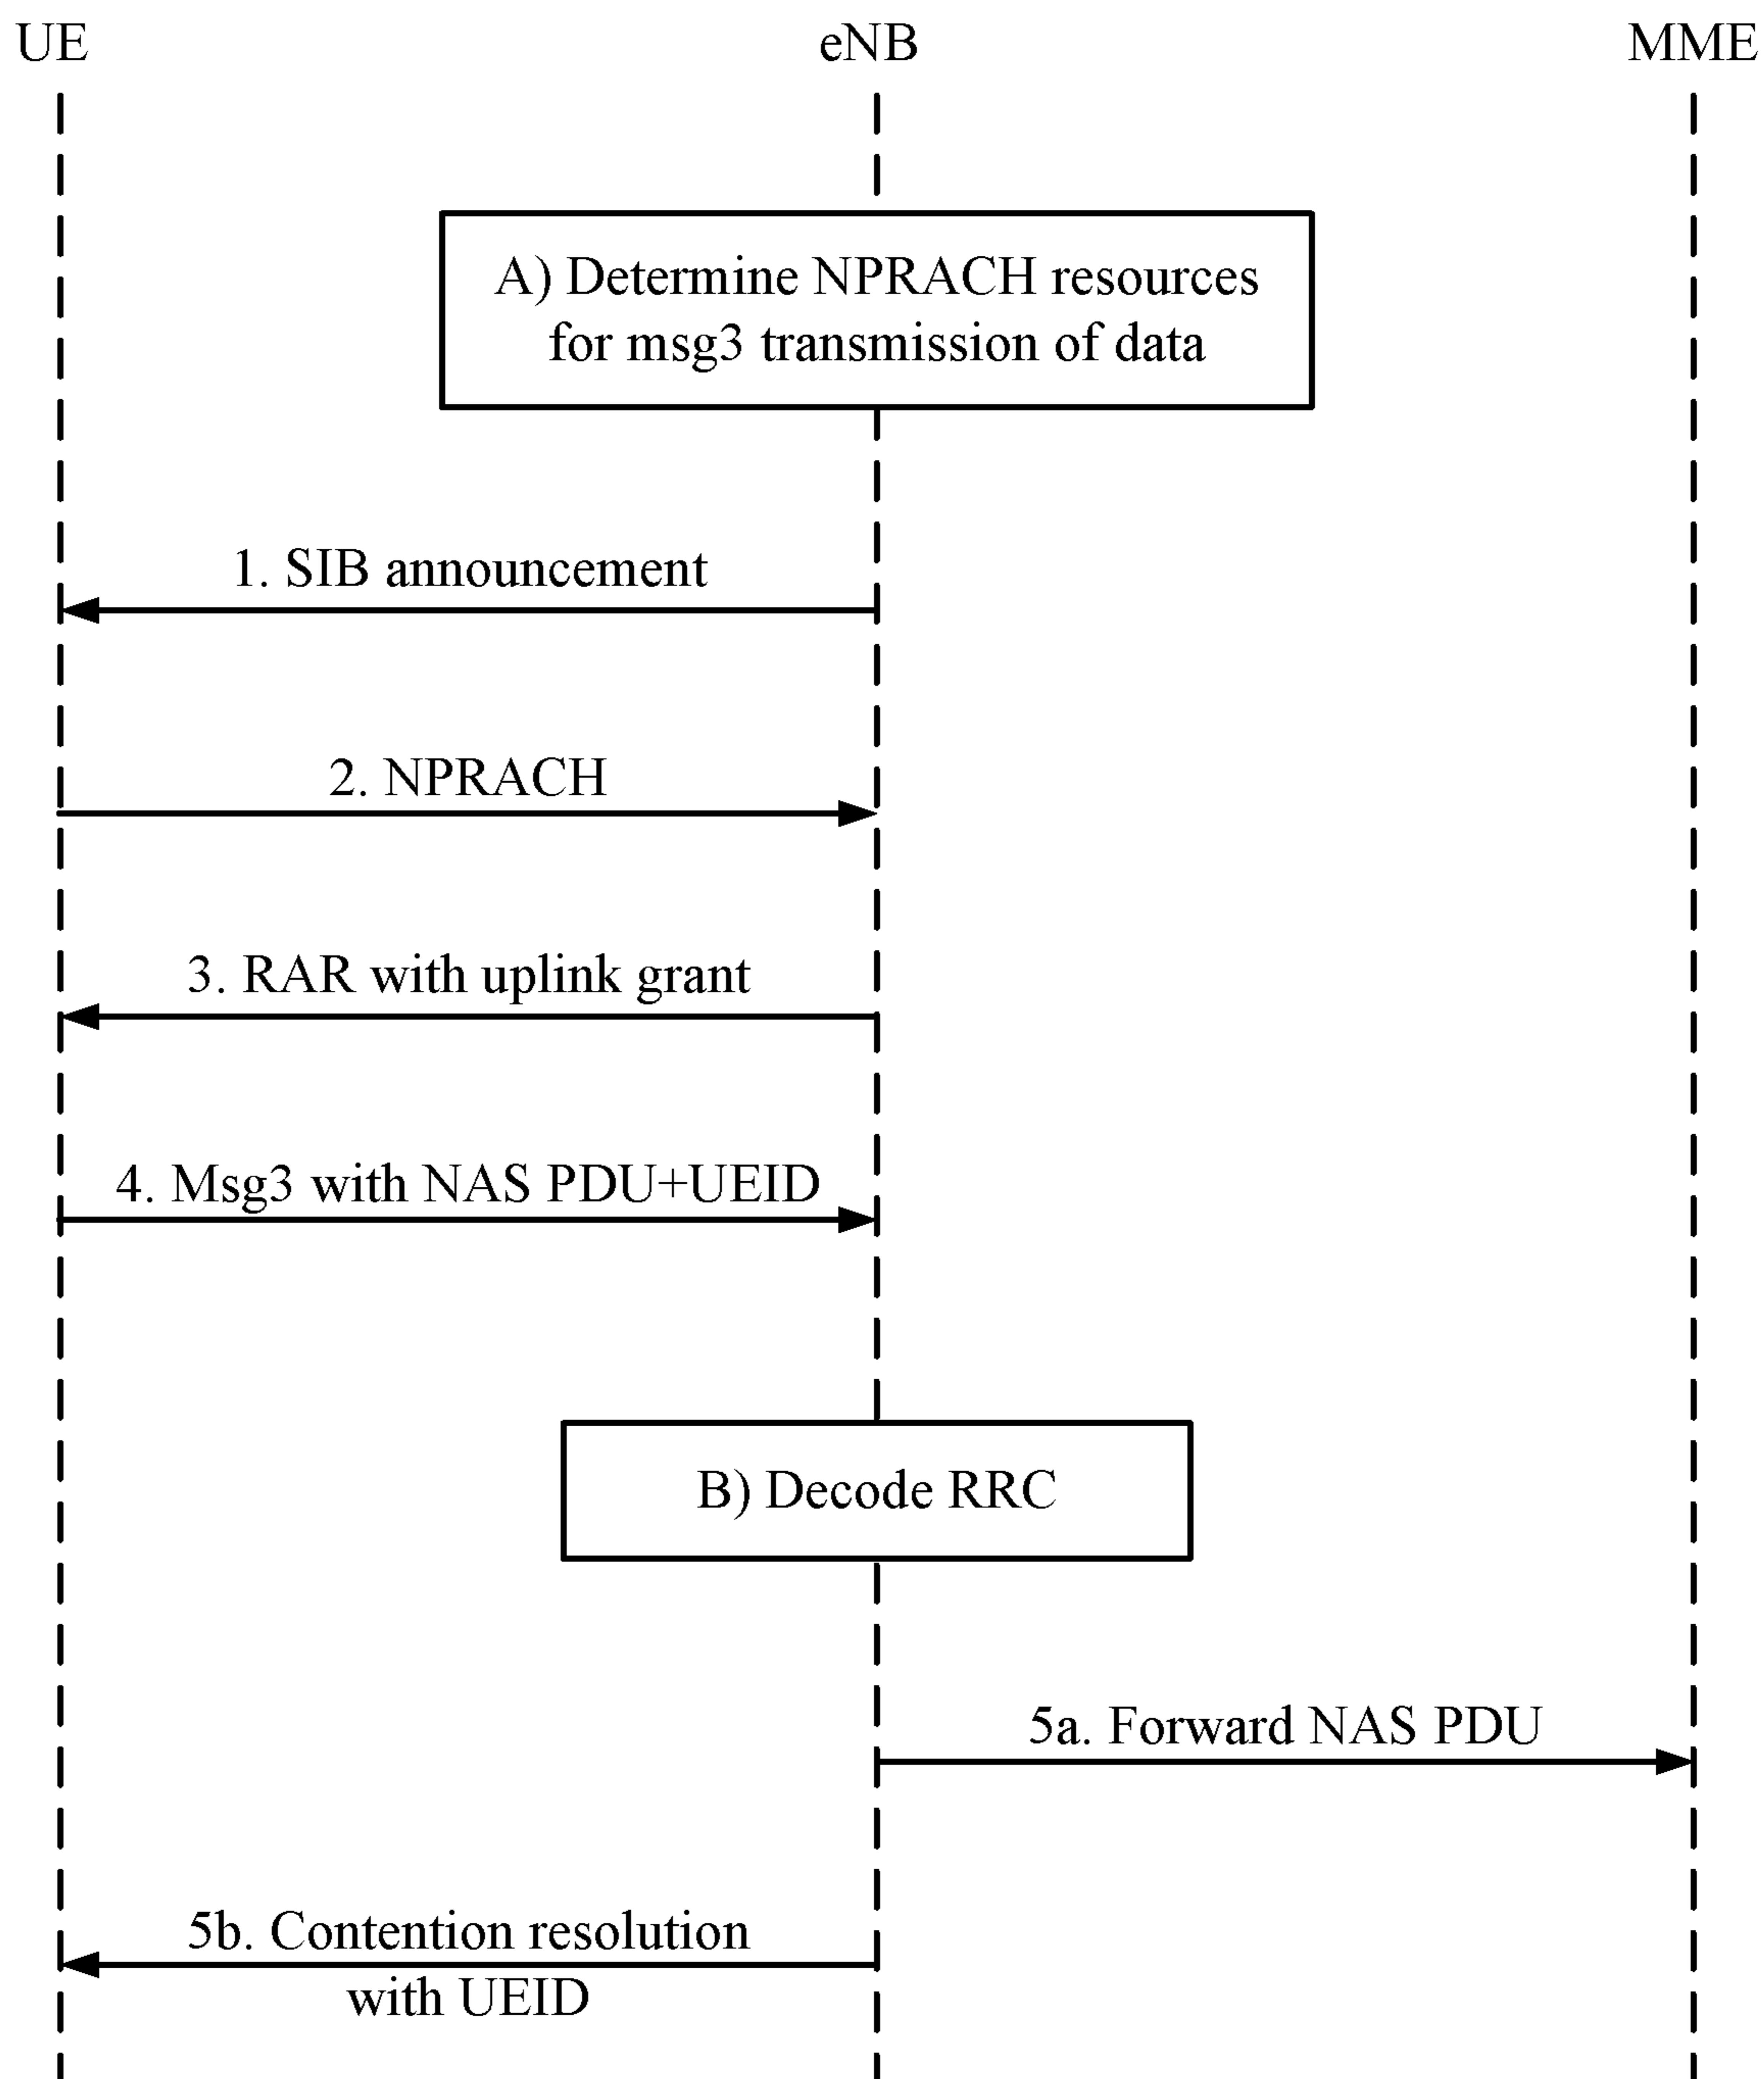 UE
eNB
MME
A) Determine NPRACH resources
for msg3 transmission of data
1. SIB announcement
2. NPRACH
3. RAR with uplink grant
4. Msg3 with NAS PDU+UEID
B) Decode RRC
5a. Forward NAS PDU
5b. Contention resolution
with UEID